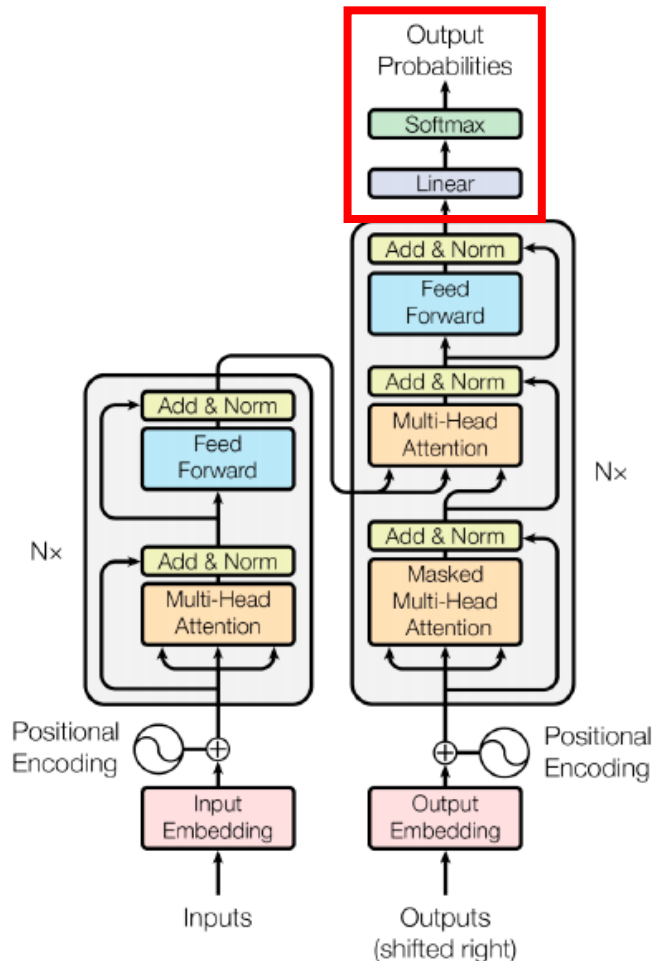 Output
Probabilities
Softmax
Linear
Add & Norm
Feed
Forward
Add & Norm
Multi-Head
Attention
Add & Norm
Masked
Multi-Head
Attention
Nx
Positional
Encoding
Output
Embedding
Outputs
(shifted right)
Add & Norm
Feed
Forward
Add & Norm
Multi-Head
Attention
Nx
Positional
Encoding
Input
Embedding
Inputs